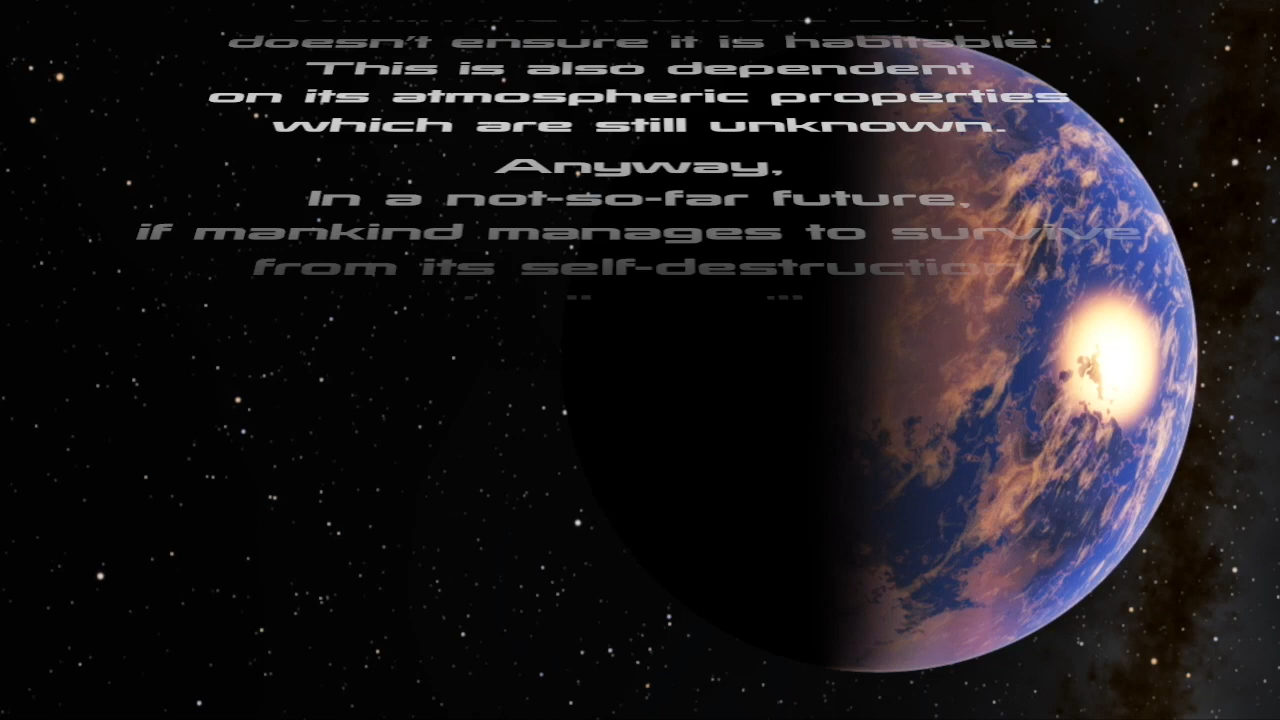 doesn't ensure it is habitable.
This is also dependent
on its atmospheric properties
which are still unknown.
Anyway,
In a not-so-far future,
if mankind manages to survive
from its self-destruction